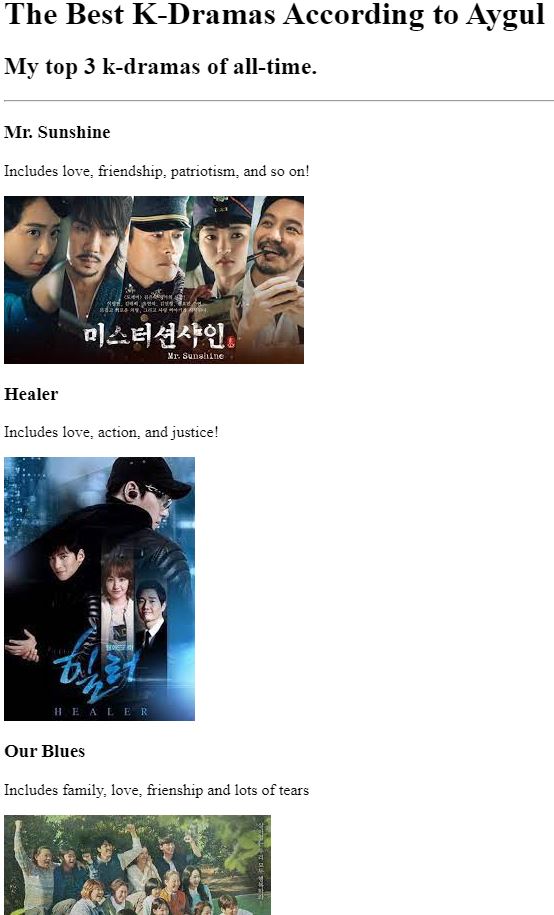 The Best K-Dramas According to Aygul
My top 3 k-dramas of all-time.
Mr. Sunshine
Includes love, friendship, patriotism, and so on!
미스터션샤인
Mr. Sunshine
Healer
Includes love, action, and justice!
힐러
HEALER
Our Blues
Includes family, love, frienship and lots of tears